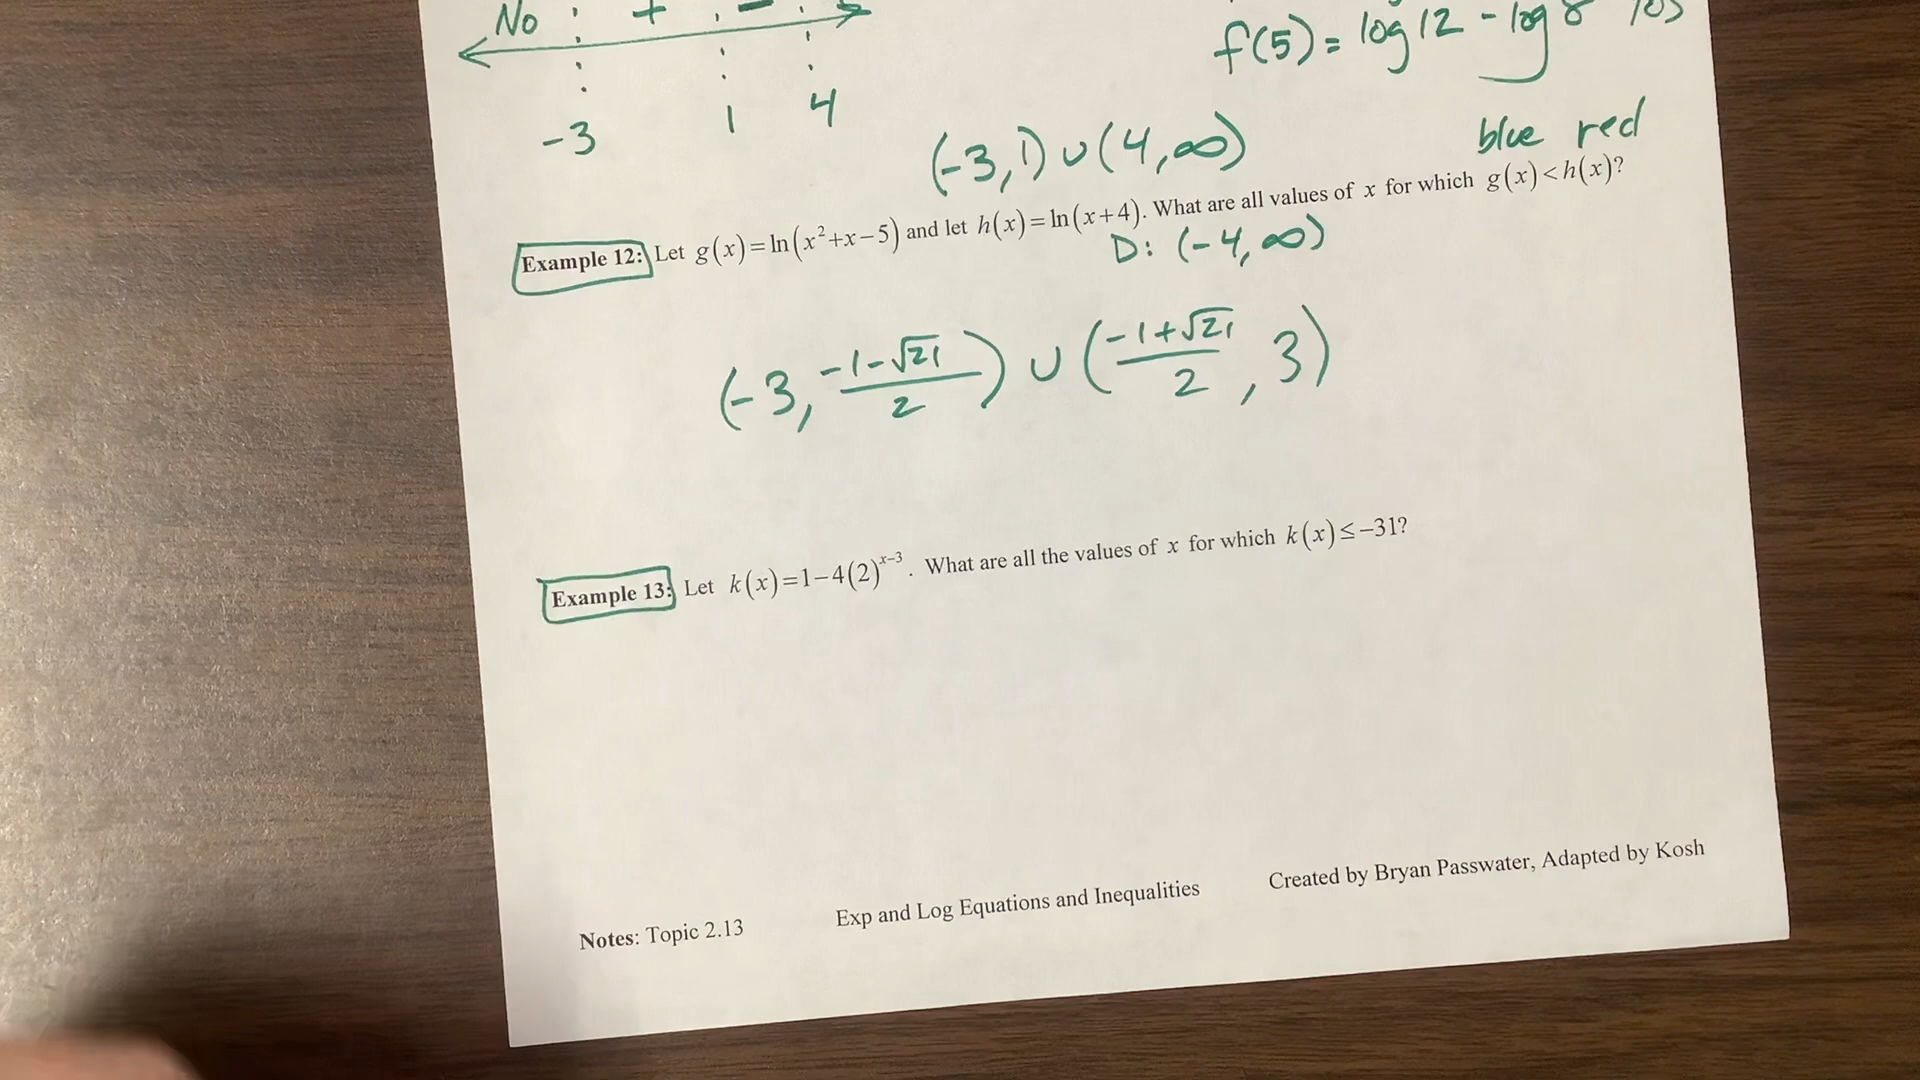 No + -
f(5) = log 12 - log 8
-3 1 4
(-3,1) ∪ (4,∞)
blue red
Example 12: Let g(x)=ln(x²+x−5) and let h(x)=ln(x+4). What are all values of x for which g(x)<h(x)?
D: (-4,∞)
(-3, (-1-√21)/2) ∪ ((-1+√21)/2, 3)
Example 13: Let k(x)=1−4(2)^(x−3). What are all the values of x for which k(x)≤−31?
Notes: Topic 2.13 Exp and Log Equations and Inequalities Created by Bryan Passwater, Adapted by Kosh